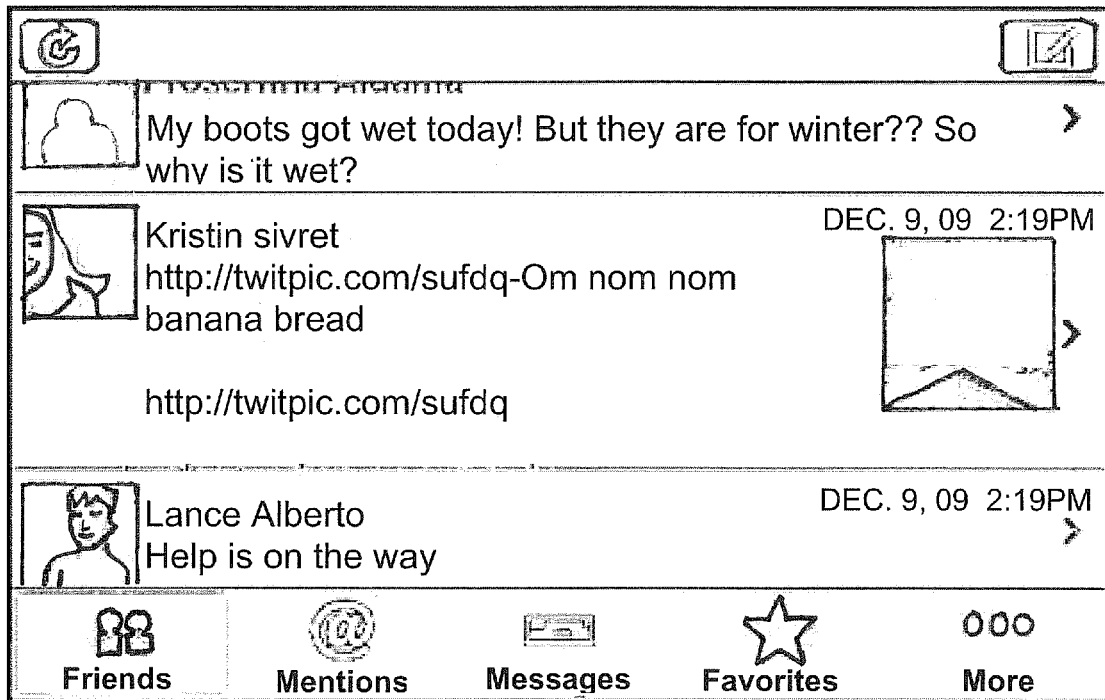 My boots got wet today! But they are for winter?? So
why is it wet?
DEC. 9, 09 2:19PM
Kristin sivret
http://twitpic.com/sufdq-Om nom nom
banana bread
http://twitpic.com/sufdq
DEC. 9, 09 2:19PM
Lance Alberto
Help is on the way
Friends
Mentions
Messages
Favorites
More